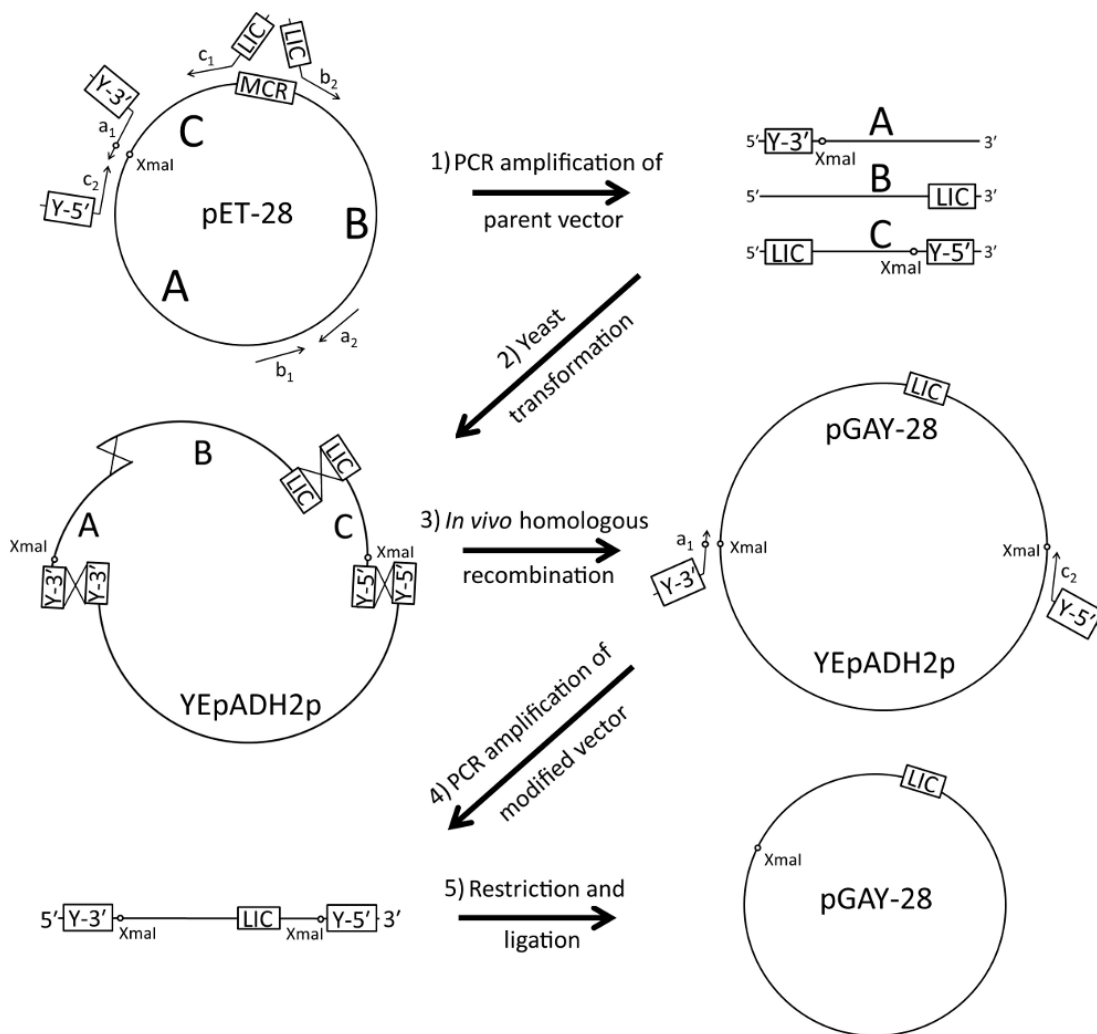 LIC
LIC
c1
b2
MCR
Y-3'
a1
C
XmaI
c2
Y-5'
pET-28
B
A
a2
b1
1) PCR amplification of
parent vector
A
5' Y-3' XmaI 3'
B
5' LIC 3'
C
5' LIC XmaI Y-5' 3'
2) Yeast
transformation
B
LIC
LIC
A
C
XmaI
XmaI
Y-3'
Y-3'
Y-5'
Y-5'
YEpADH2p
3) In vivo homologous
recombination
LIC
pGAY-28
a1
XmaI
XmaI
Y-3'
c2
Y-5'
YEpADH2p
4) PCR amplification of
modified vector
5' Y-3' XmaI LIC XmaI Y-5' 3'
5) Restriction and
ligation
LIC
XmaI
pGAY-28